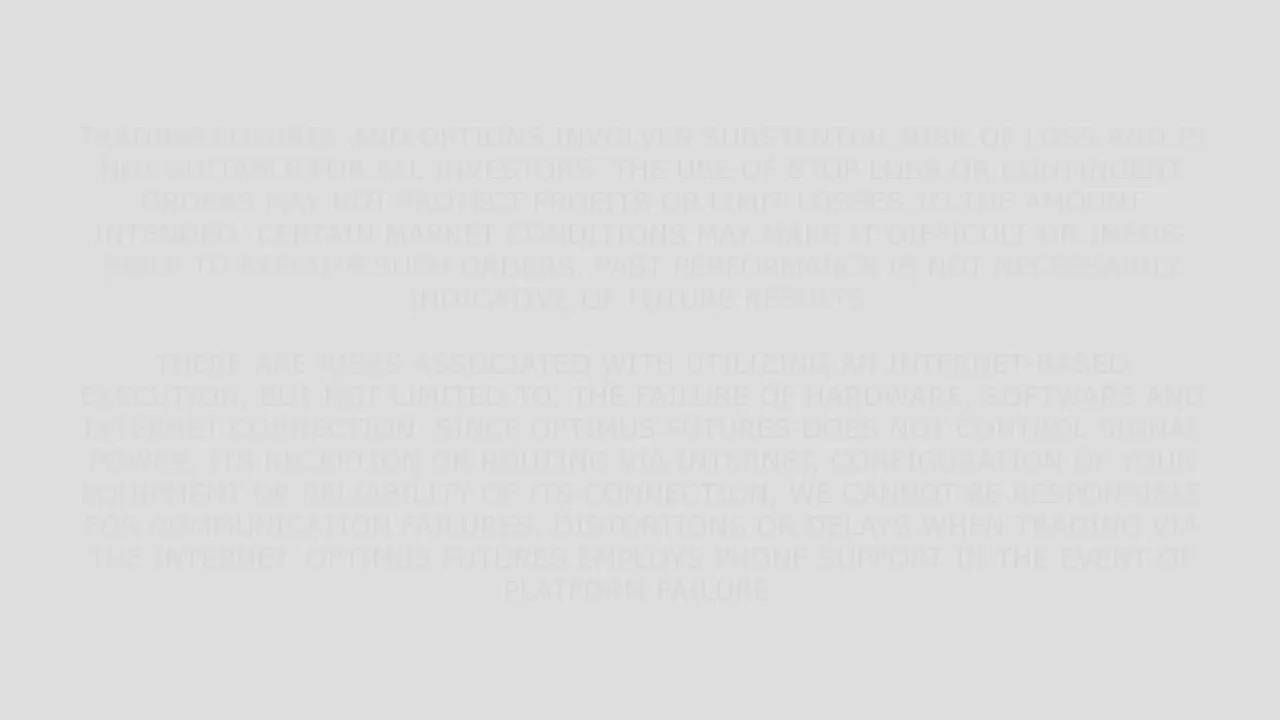 TRADING FUTURES AND OPTIONS INVOLVES SUBSTANTIAL RISK OF LOSS AND IS
NOT SUITABLE FOR ALL INVESTORS. THE USE OF STOP LOSS OR CONTINGENT
ORDERS MAY NOT PROTECT PROFITS OR LIMIT LOSSES TO THE AMOUNT
INTENDED. CERTAIN MARKET CONDITIONS MAY MAKE IT DIFFICULT OR IMPOS-
SIBLE TO EXECUTE SUCH ORDERS. PAST PERFORMANCE IS NOT NECESSARILY
INDICATIVE OF FUTURE RESULTS.
THERE ARE RISKS ASSOCIATED WITH UTILIZING AN INTERNET-BASED
EXECUTION, BUT NOT LIMITED TO, THE FAILURE OF HARDWARE, SOFTWARE AND
INTERNET CONNECTION. SINCE OPTIMUS FUTURES DOES NOT CONTROL SIGNAL
POWER, ITS RECEPTION OR ROUTING VIA INTERNET, CONFIGURATION OF YOUR
EQUIPMENT OR RELIABILITY OF ITS CONNECTION, WE CANNOT BE RESPONSIBLE
FOR COMMUNICATION FAILURES, DISTORTIONS OR DELAYS WHEN TRADING VIA
THE INTERNET. OPTIMUS FUTURES EMPLOYS PHONE SUPPORT IN THE EVENT OF
PLATFORM FAILURE